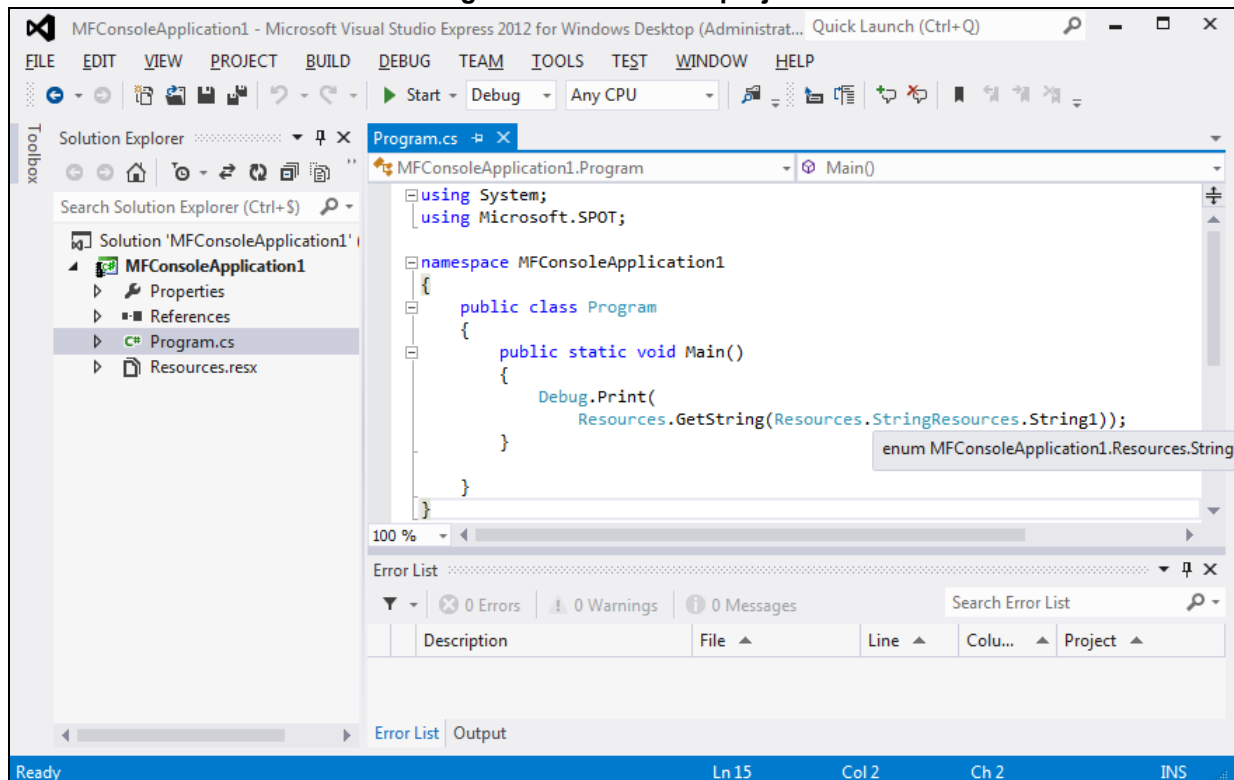 MFConsoleApplication1 - Microsoft Visual Studio Express 2012 for Windows Desktop (Administrat... Quick Launch (Ctrl+Q)
FILE EDIT VIEW PROJECT BUILD DEBUG TEAM TOOLS TEST WINDOW HELP
Start Debug Any CPU
Toolbox
Solution Explorer
Search Solution Explorer (Ctrl+$)
Solution 'MFConsoleApplication1' (
MFConsoleApplication1
Properties
References
C# Program.cs
Resources.resx
Program.cs
MFConsoleApplication1.Program Main()
using System;
using Microsoft.SPOT;
namespace MFConsoleApplication1
{
public class Program
{
public static void Main()
{
Debug.Print(
Resources.GetString(Resources.StringResources.String1));
}
enum MFConsoleApplication1.Resources.String
}
}
100 %
Error List
0 Errors 0 Warnings 0 Messages Search Error List
Description File Line Colu... Project
Error List Output
Ready Ln 15 Col 2 Ch 2 INS